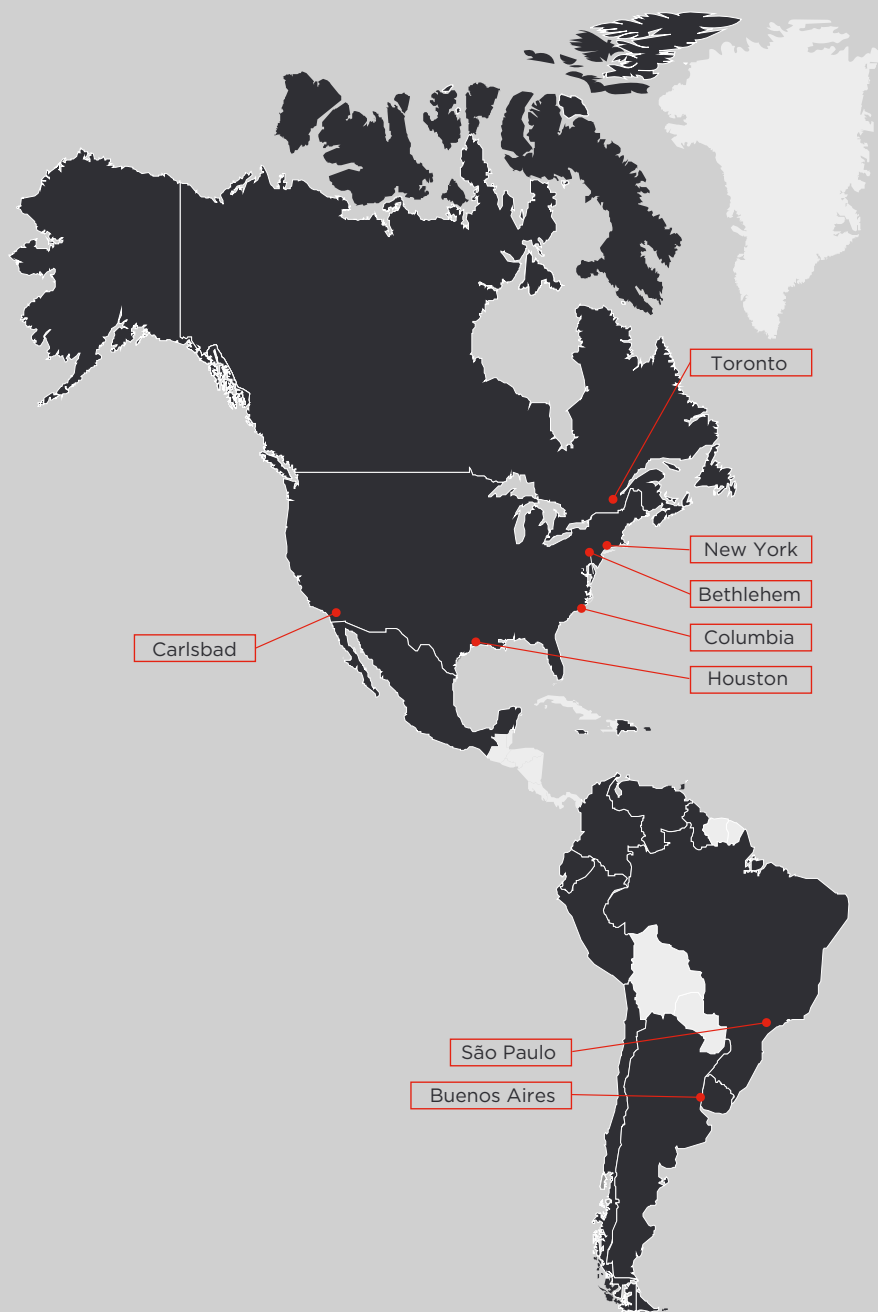 Toronto
New York
Bethlehem
Columbia
Carlsbad
Houston
São Paulo
Buenos Aires